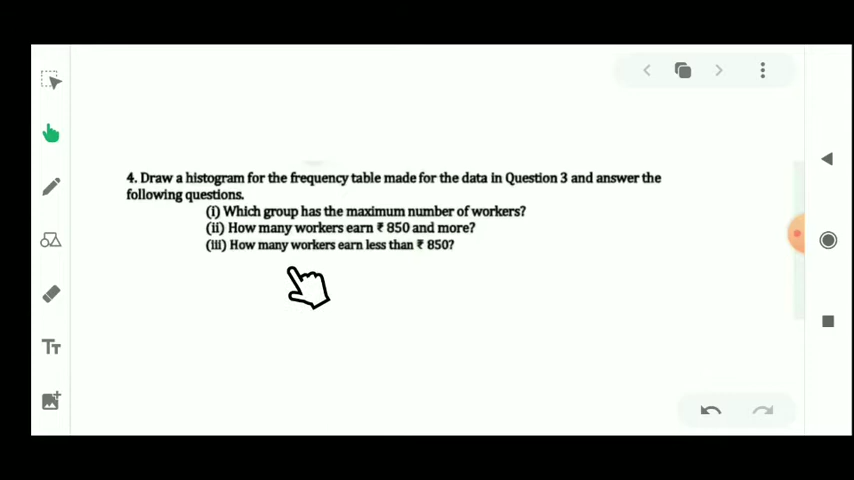 4. Draw a histogram for the frequency table made for the data in Question 3 and answer the
following questions.
(i) Which group has the maximum number of workers?
(ii) How many workers earn ₹ 850 and more?
(iii) How many workers earn less than ₹ 850?
TT